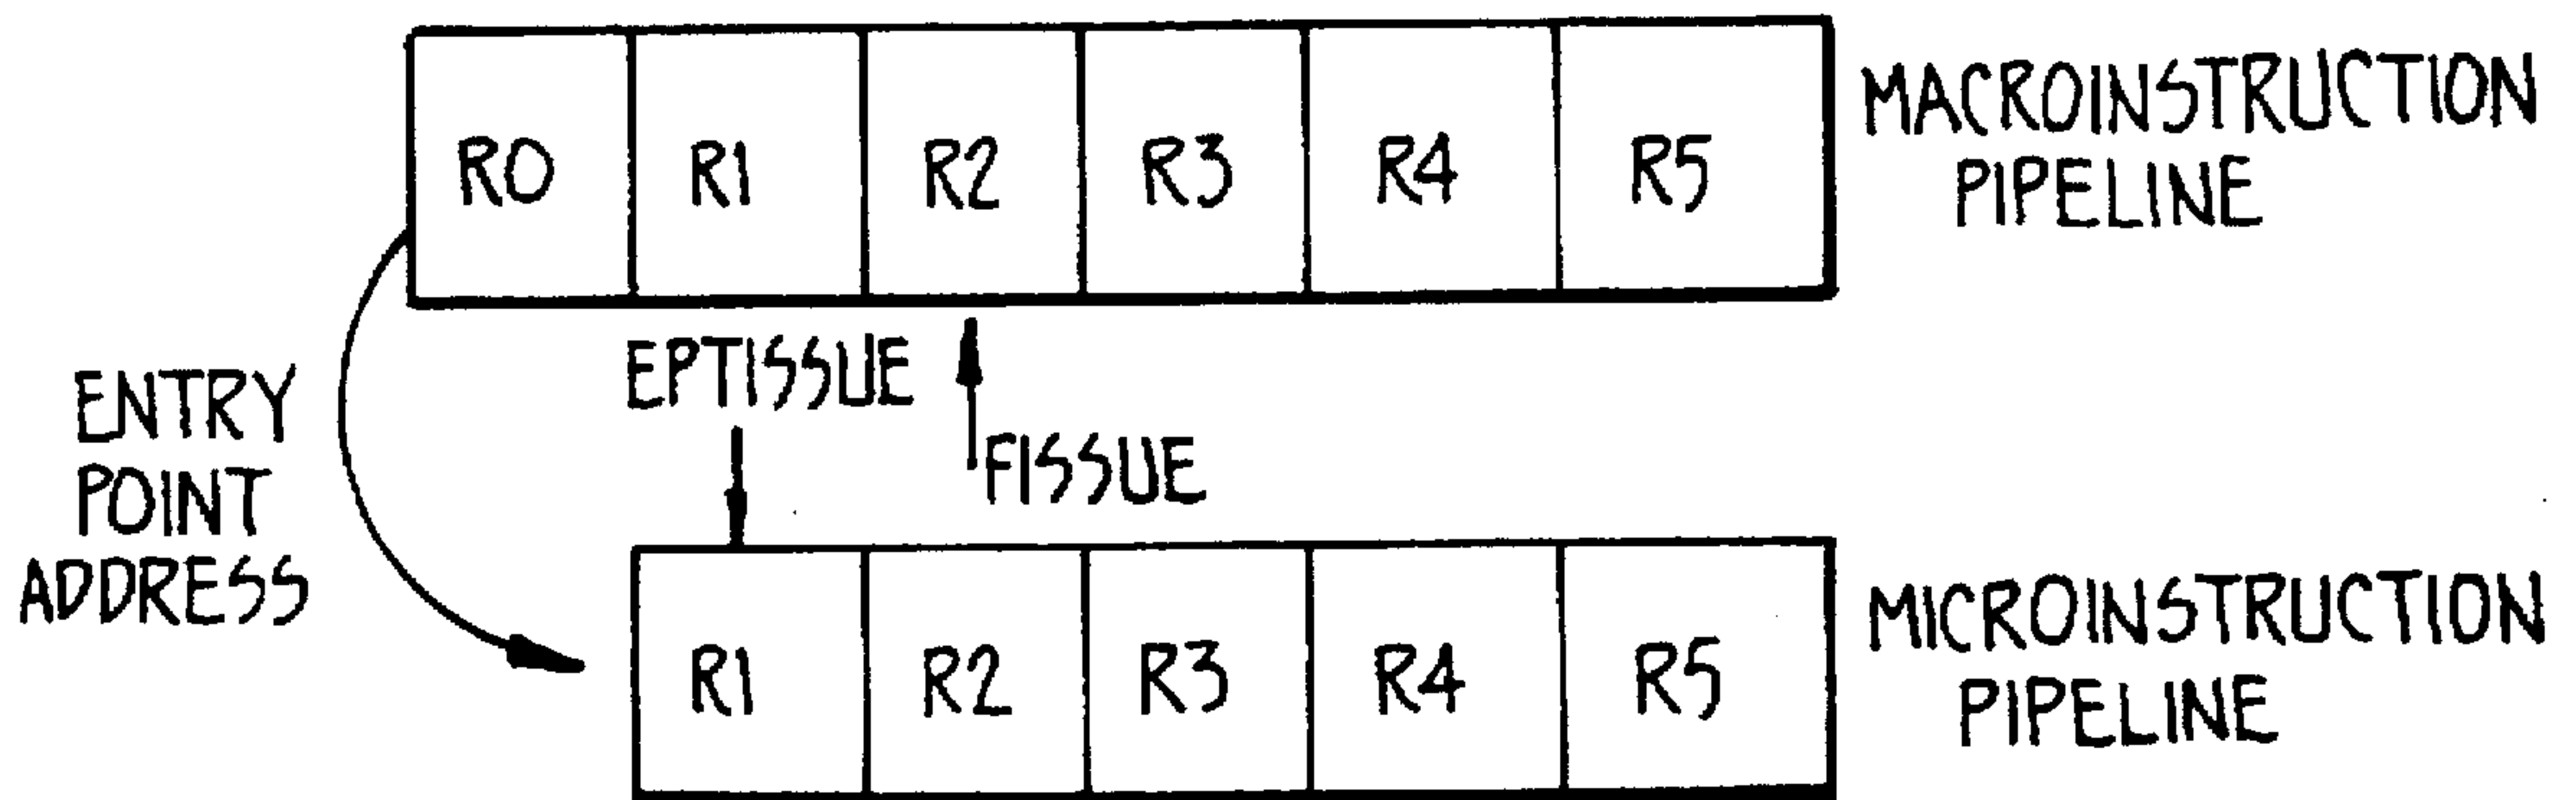 R0 R1 R2 R3 R4 R5
MACROINSTRUCTION
PIPELINE
EPTISSUE
FISSUE
ENTRY
POINT
ADDRESS
R1 R2 R3 R4 R5
MICROINSTRUCTION
PIPELINE